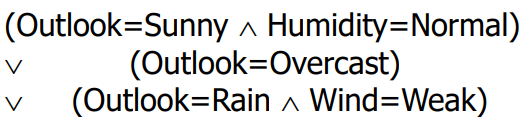 (Outlook=Sunny ∧ Humidity=Normal)
∨ (Outlook=Overcast)
∨ (Outlook=Rain ∧ Wind=Weak)